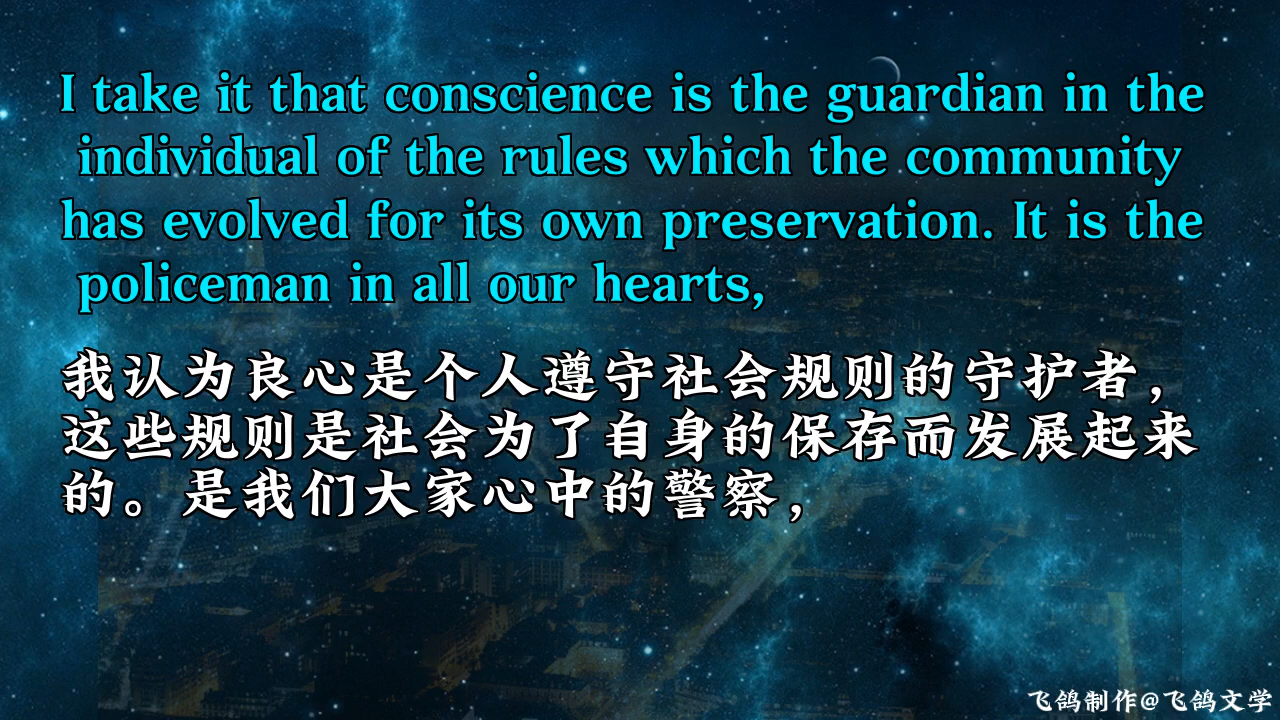 I take it that conscience is the guardian in the
individual of the rules which the community
has evolved for its own preservation. It is the
policeman in all our hearts,
我认为良心是个人遵守社会规则的守护者，
这些规则是社会为了自身的保存而发展起来
的。是我们大家心中的警察，
飞鸽制作@飞鸽文学